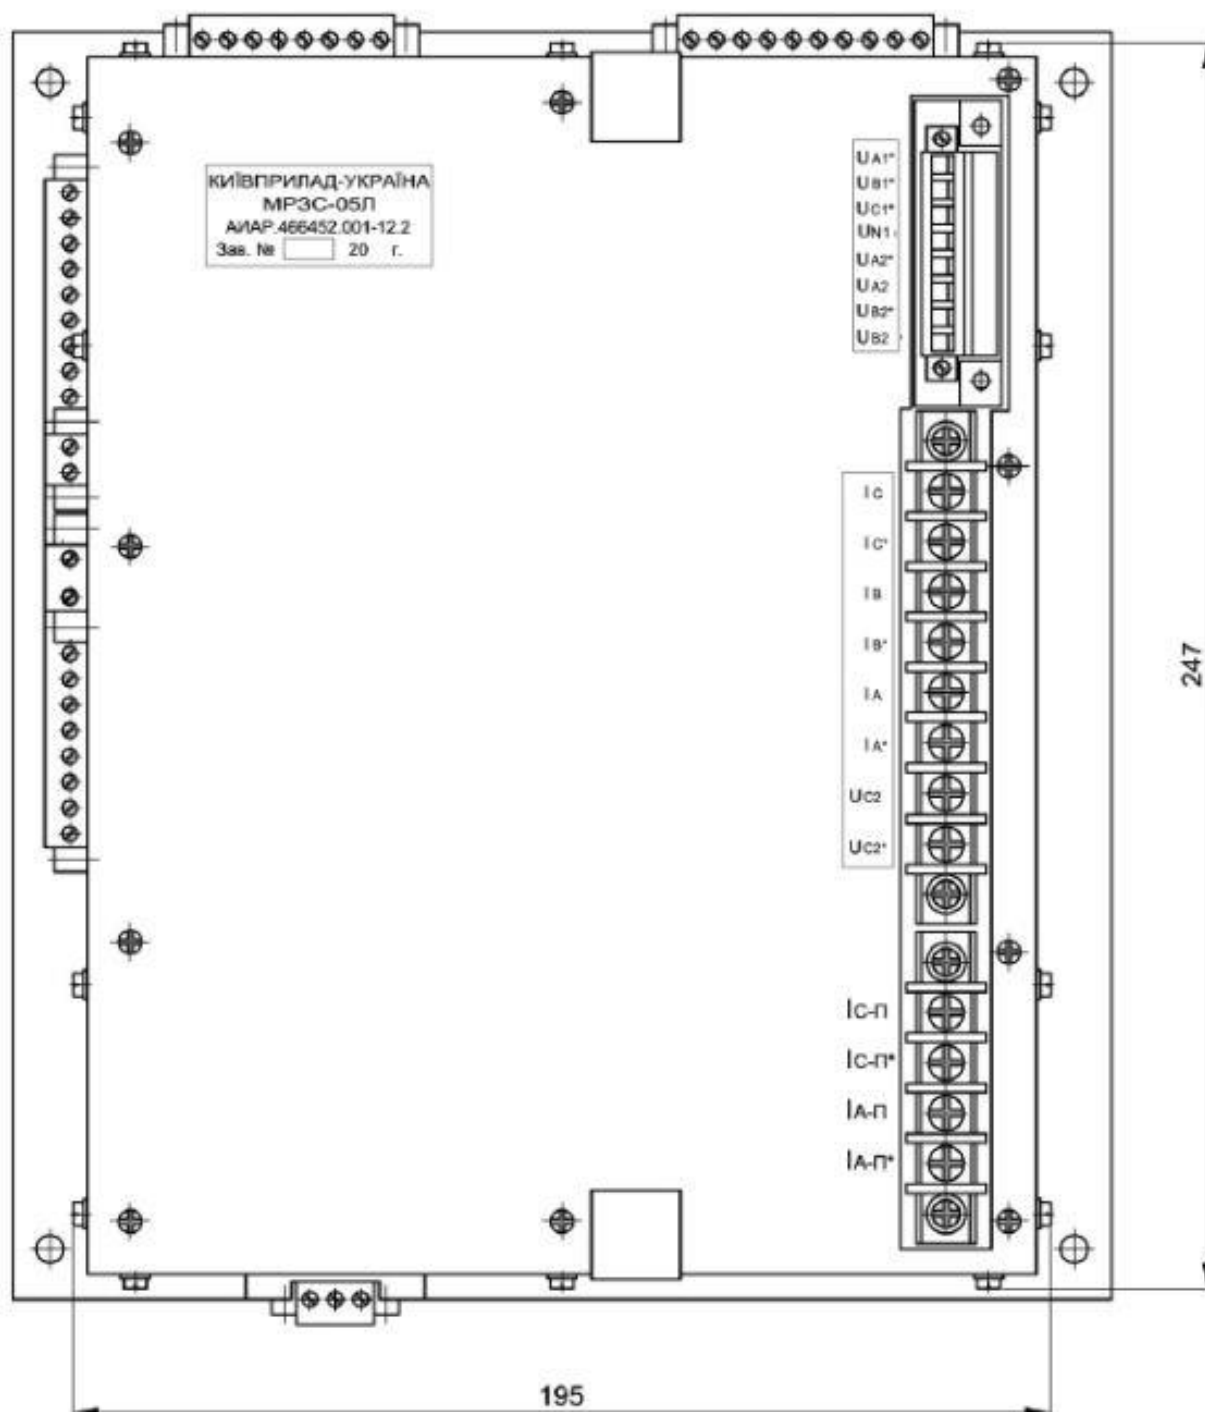 КИЇВПРИЛАД-УКРАЇНА
МРЗС-05Л
АИАР.466452.001-12.2
Зав. № 20 г.
UA1*
UB1*
UC1*
UN1
UA2*
UA2
UB2*
UB2
IC
IC*
IB
IB*
IA
IA*
UC2
UC2*
IC-П
IC-П*
IA-П
IA-П*
247
195